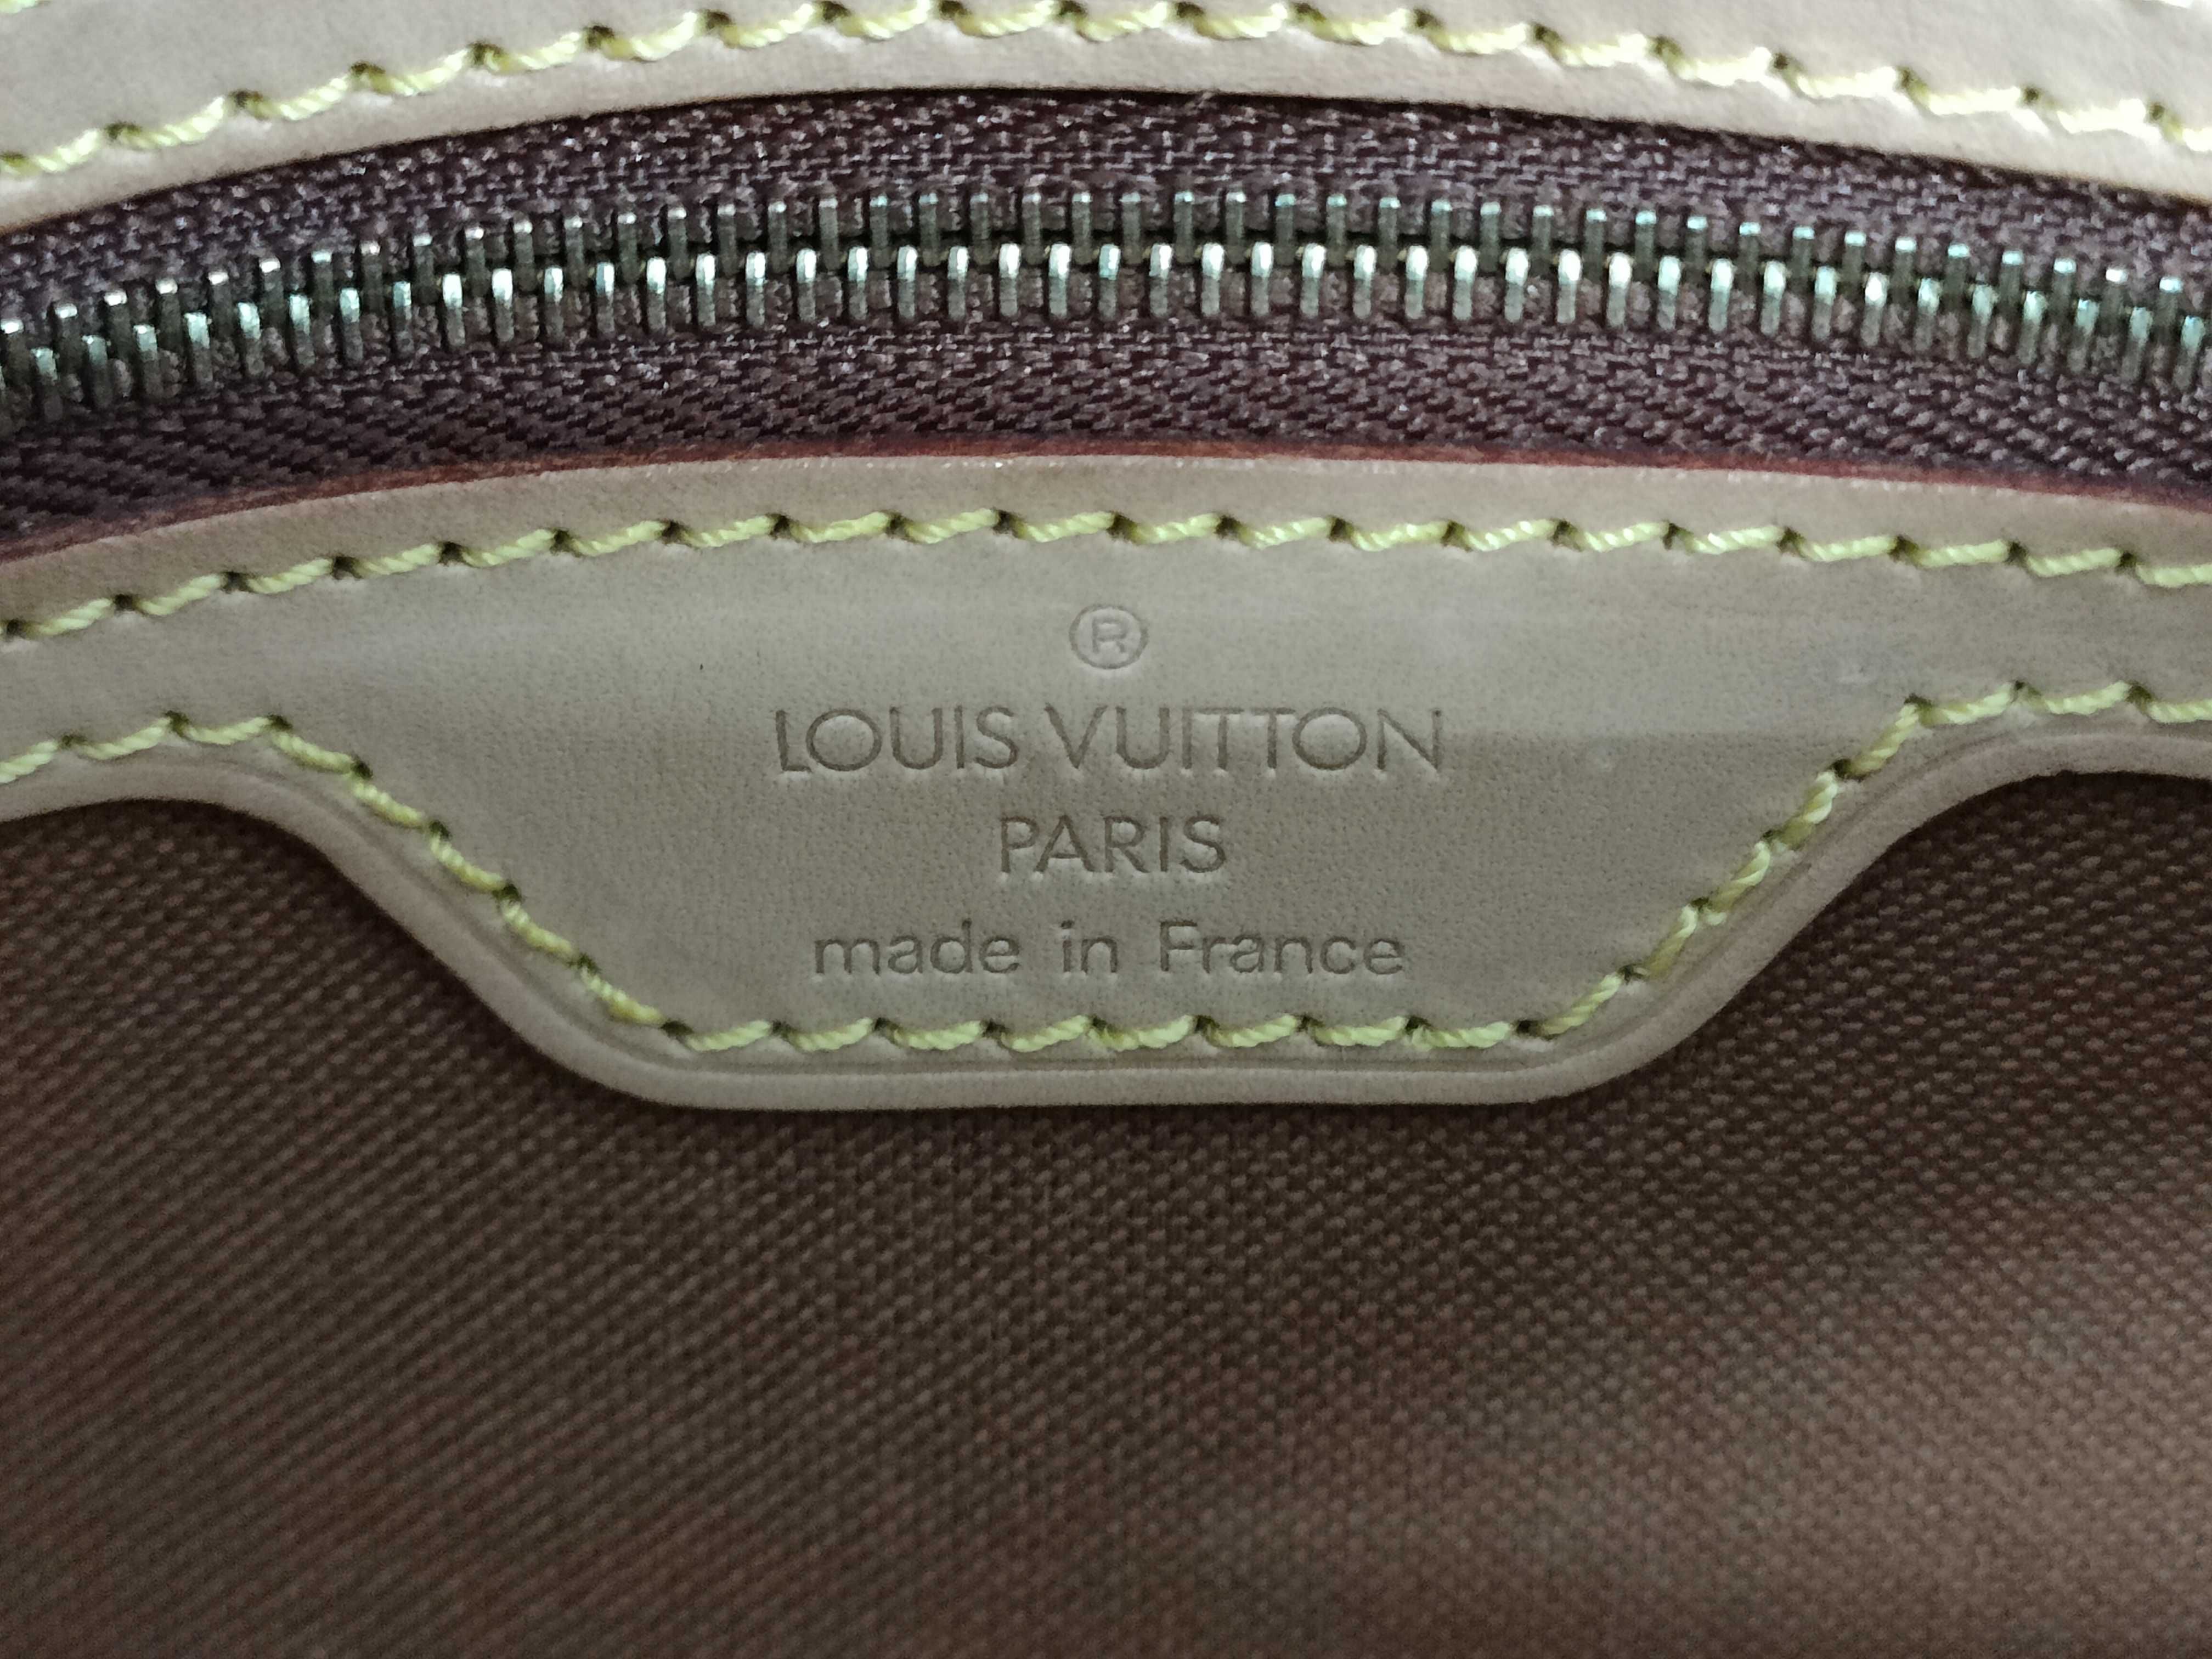 ®
LOUIS VUITTON
PARIS
made in France